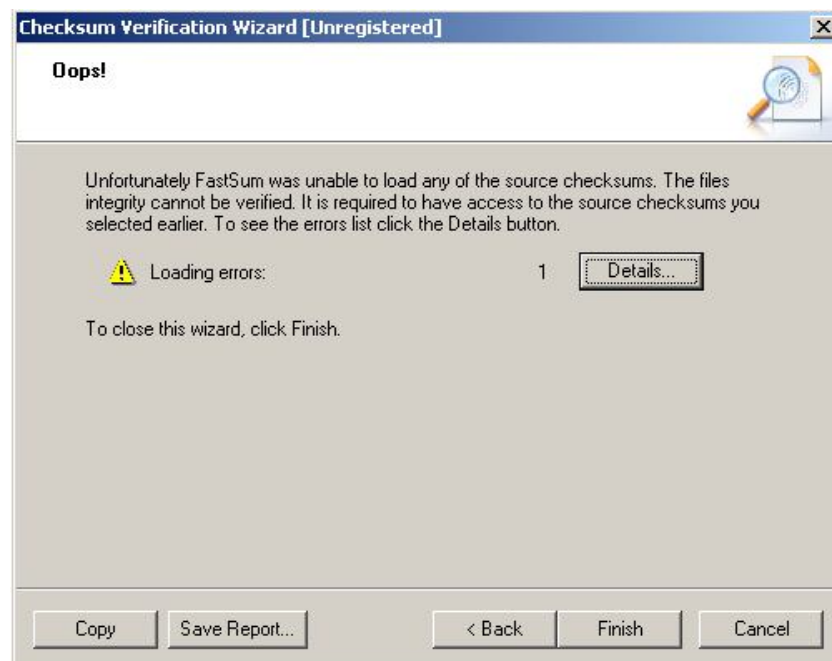 Checksum Verification Wizard [Unregistered]
Oops!
Unfortunately FastSum was unable to load any of the source checksums. The files
integrity cannot be verified. It is required to have access to the source checksums you
selected earlier. To see the errors list click the Details button.
Loading errors: 1 Details...
To close this wizard, click Finish.
Copy Save Report... < Back Finish Cancel